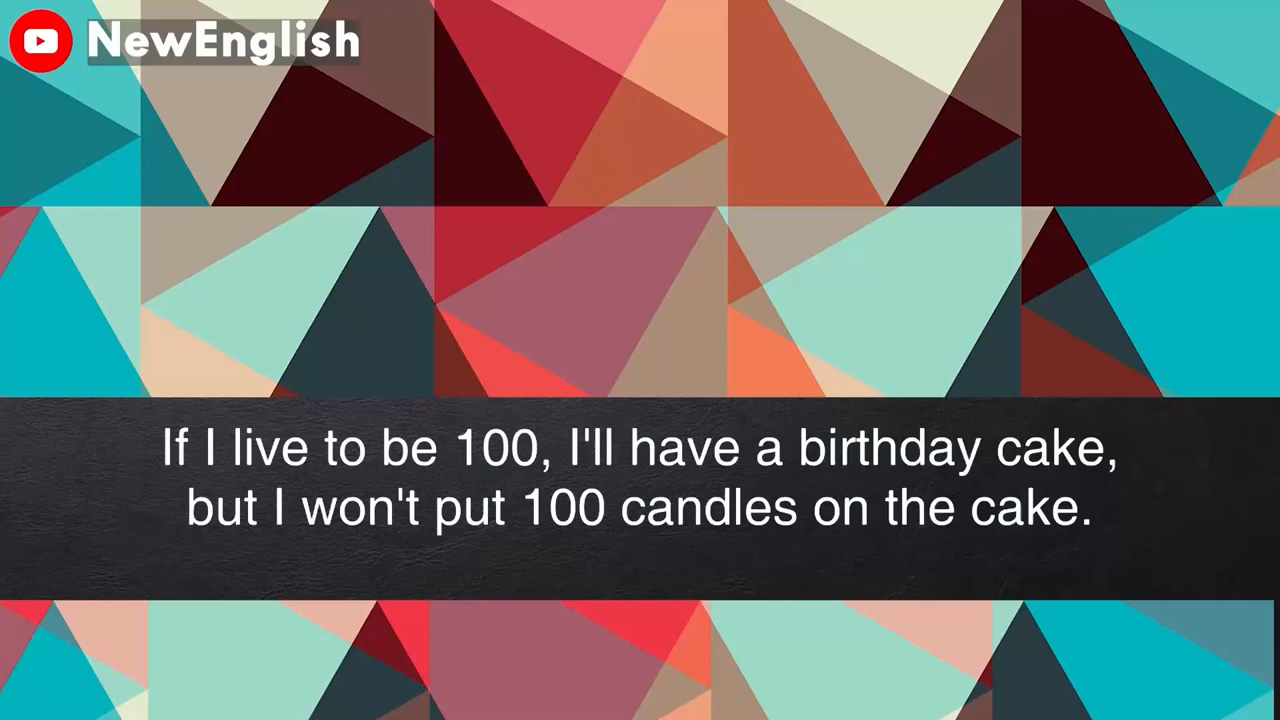 NewEnglish
If I live to be 100, I'll have a birthday cake,
but I won't put 100 candles on the cake.